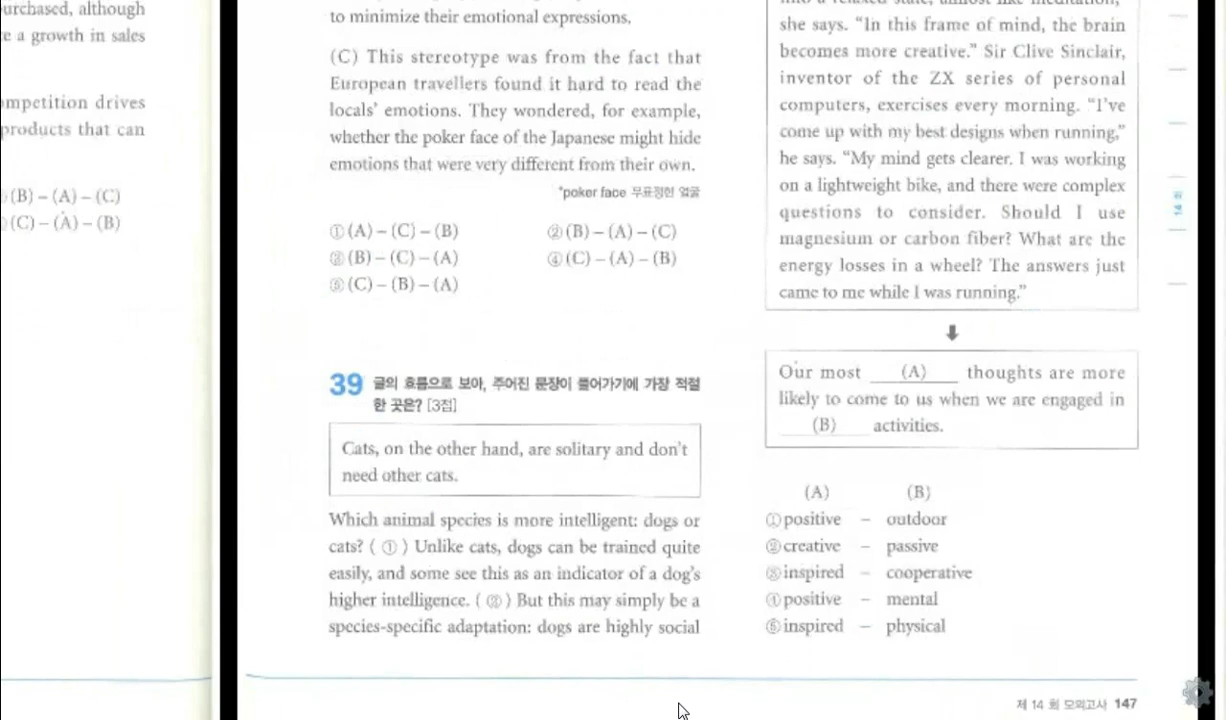 urchased, although
e a growth in sales
ompetition drives
products that can
(B) – (A) – (C)
(C) – (A) – (B)
to minimize their emotional expressions.
(C) This stereotype was from the fact that
European travellers found it hard to read the
locals' emotions. They wondered, for example,
whether the poker face of the Japanese might hide
emotions that were very different from their own.
*poker face 무표정한 얼굴
① (A) – (C) – (B)
② (B) – (A) – (C)
③ (B) – (C) – (A)
④ (C) – (A) – (B)
⑤ (C) – (B) – (A)
39 글의 흐름으로 보아, 주어진 문장이 들어가기에 가장 적절
한 곳은? [3점]
Cats, on the other hand, are solitary and don't
need other cats.
Which animal species is more intelligent: dogs or
cats? ( ① ) Unlike cats, dogs can be trained quite
easily, and some see this as an indicator of a dog's
higher intelligence. ( ② ) But this may simply be a
species-specific adaptation: dogs are highly social
into a relaxed state, almost like meditation,"
she says. "In this frame of mind, the brain
becomes more creative." Sir Clive Sinclair,
inventor of the ZX series of personal
computers, exercises every morning. "I've
come up with my best designs when running,"
he says. "My mind gets clearer. I was working
on a lightweight bike, and there were complex
questions to consider. Should I use
magnesium or carbon fiber? What are the
energy losses in a wheel? The answers just
came to me while I was running."
Our most (A) thoughts are more
likely to come to us when we are engaged in
(B) activities.
(A) (B)
① positive – outdoor
② creative – passive
③ inspired – cooperative
④ positive – mental
⑤ inspired – physical
14 회
제 14 회 모의고사 147